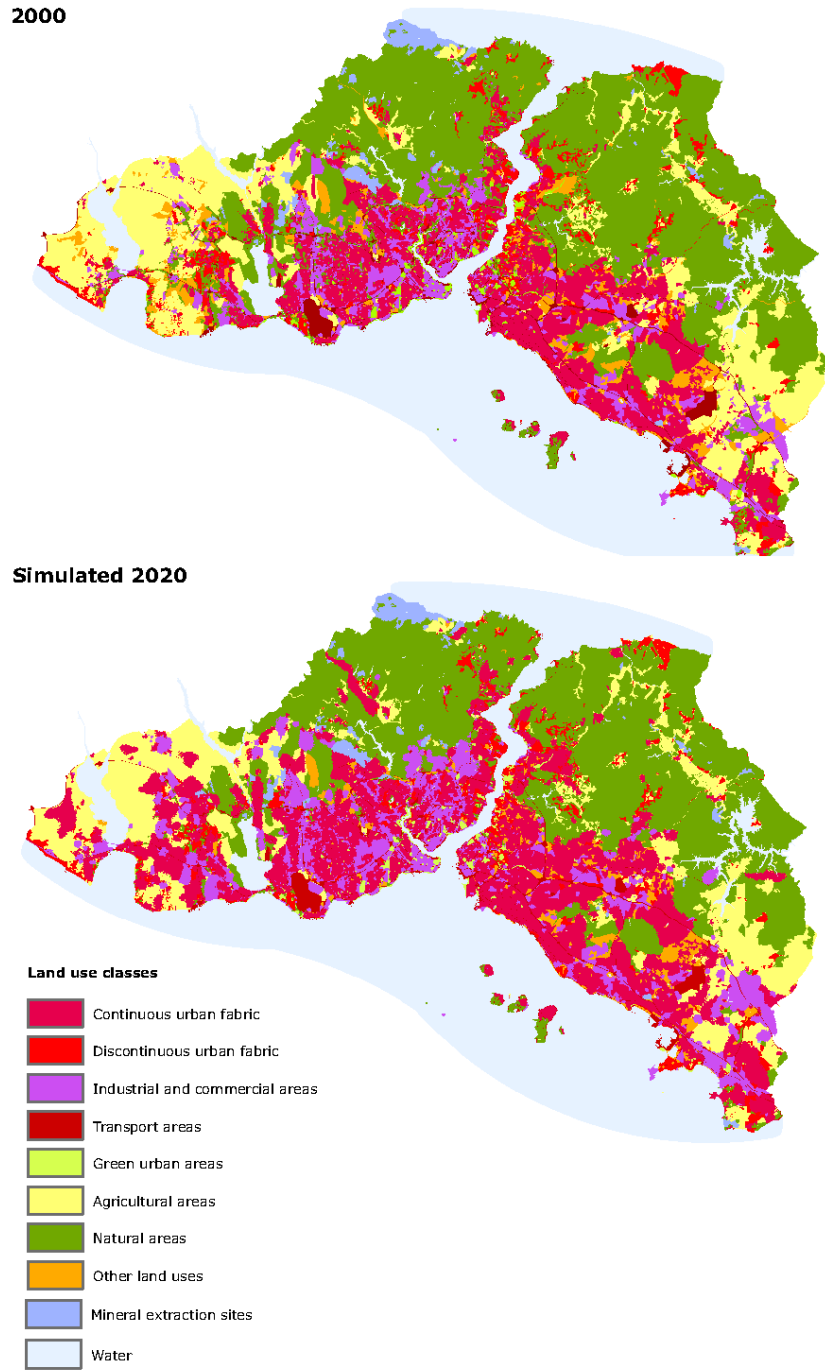 2000
Simulated 2020
Land use classes
Continuous urban fabric
Discontinuous urban fabric
Industrial and commercial areas
Transport areas
Green urban areas
Agricultural areas
Natural areas
Other land uses
Mineral extraction sites
Water